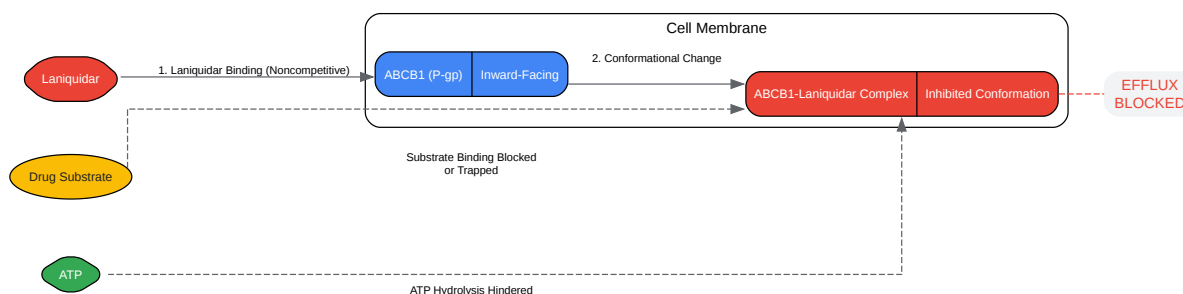 Cell Membrane
Laniquidar
1. Laniquidar Binding (Noncompetitive)
ABCB1 (P-gp)
Inward-Facing
2. Conformational Change
ABCB1-Laniquidar Complex
Inhibited Conformation
EFFLUX
BLOCKED
Substrate Binding Blocked
or Trapped
Drug Substrate
ATP
ATP Hydrolysis Hindered